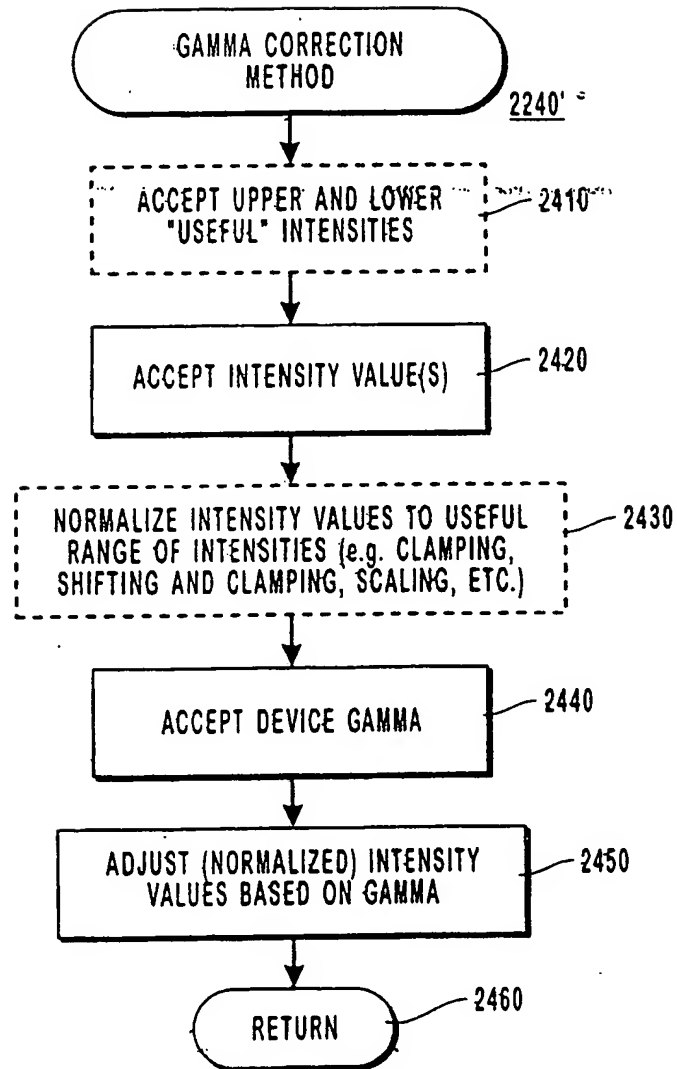 GAMMA CORRECTION
METHOD
2240'
ACCEPT UPPER AND LOWER
"USEFUL" INTENSITIES
2410
ACCEPT INTENSITY VALUE(S)
2420
NORMALIZE INTENSITY VALUES TO USEFUL
RANGE OF INTENSITIES (e.g. CLAMPING,
SHIFTING AND CLAMPING, SCALING, ETC.)
2430
ACCEPT DEVICE GAMMA
2440
ADJUST (NORMALIZED) INTENSITY
VALUES BASED ON GAMMA
2450
RETURN
2460